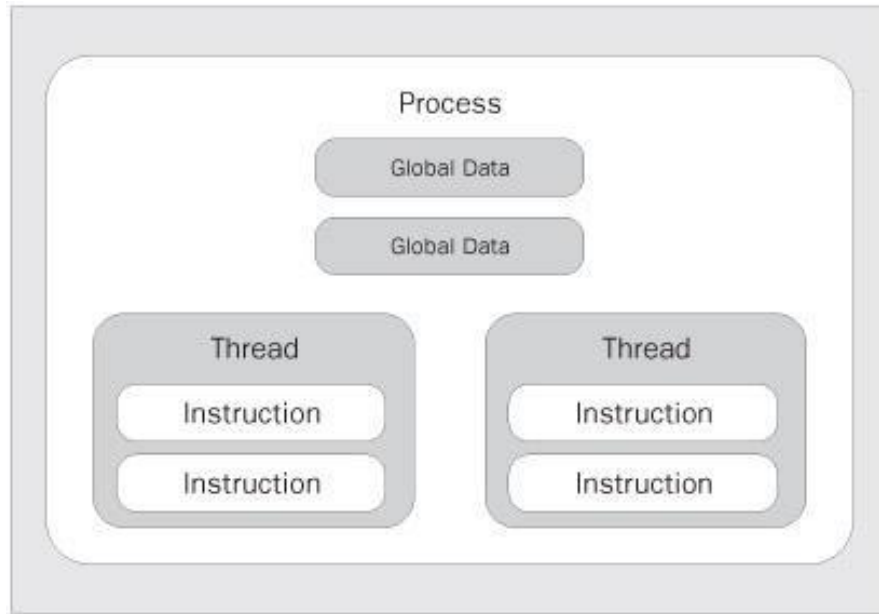 Process
Global Data
Global Data
Thread
Instruction
Instruction
Thread
Instruction
Instruction